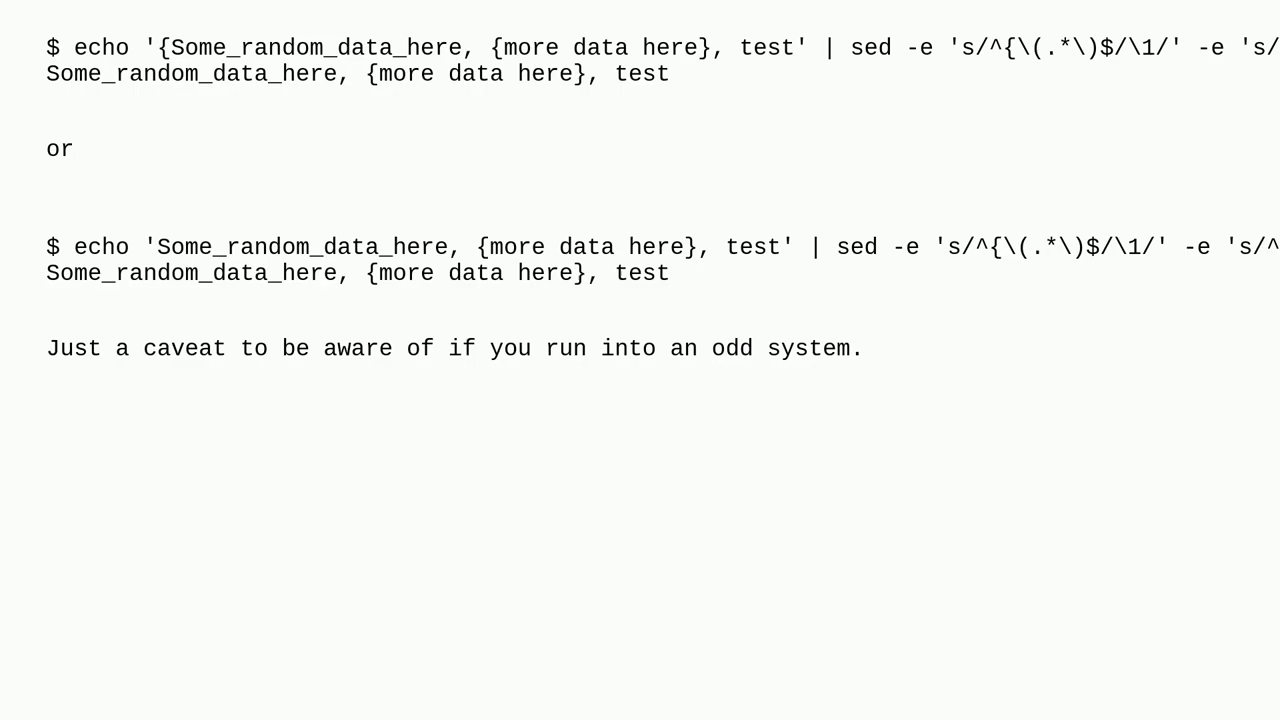 $ echo '{Some_random_data_here, {more data here}, test' | sed -e 's/^{\(.*\)$/\1/' -e 's/
Some_random_data_here, {more data here}, test
or
$ echo 'Some_random_data_here, {more data here}, test' | sed -e 's/^{\(.*\)$/\1/' -e 's/^
Some_random_data_here, {more data here}, test
Just a caveat to be aware of if you run into an odd system.